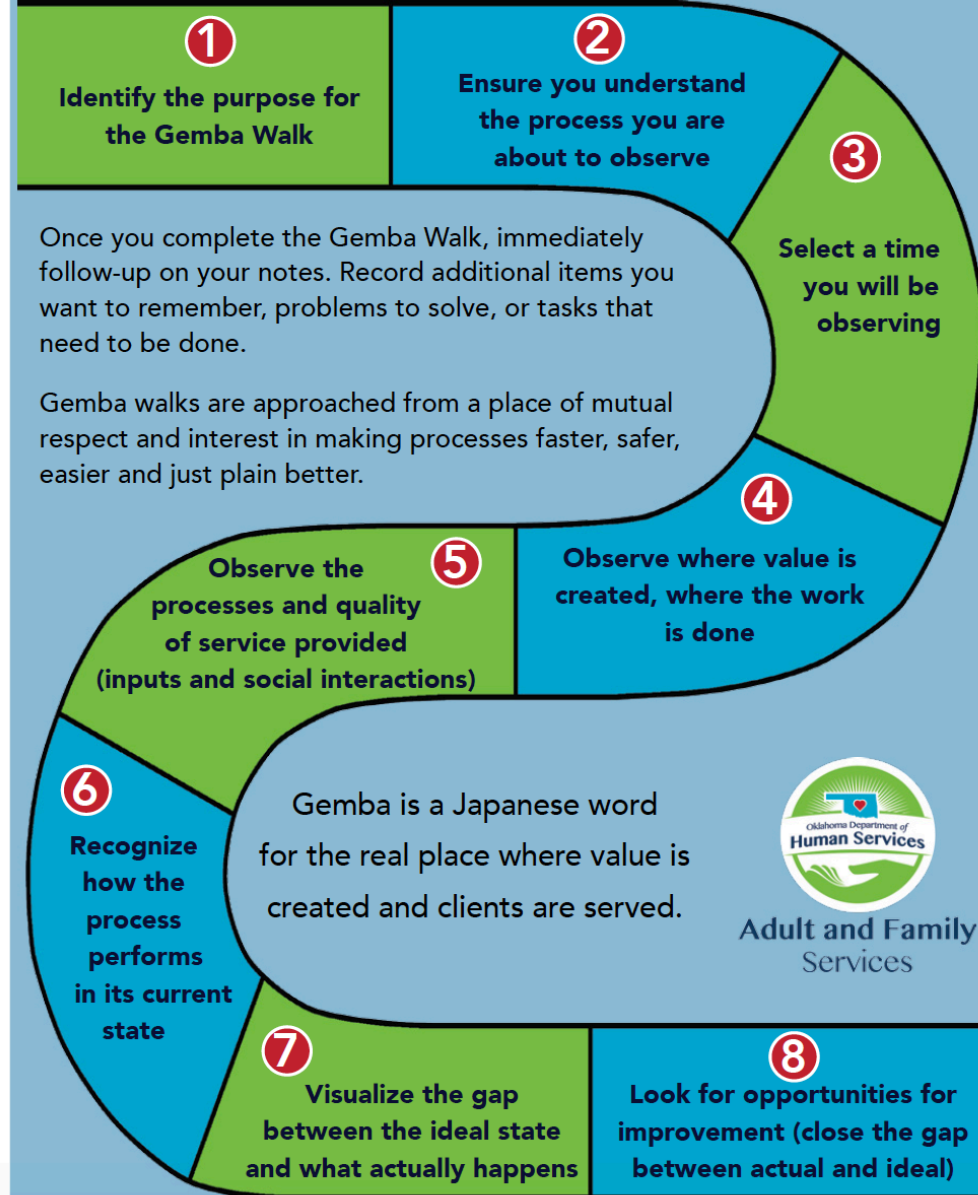 1
Identify the purpose for
the Gemba Walk
2
Ensure you understand
the process you are
about to observe
3
Select a time
you will be
observing
Once you complete the Gemba Walk, immediately
follow-up on your notes. Record additional items you
want to remember, problems to solve, or tasks that
need to be done.
Gemba walks are approached from a place of mutual
respect and interest in making processes faster, safer,
easier and just plain better.
4
Observe where value is
created, where the work
is done
5
Observe the
processes and quality
of service provided
(inputs and social interactions)
6
Recognize
how the
process
performs
in its current
state
Gemba is a Japanese word
for the real place where value is
created and clients are served.
Oklahoma Department of
Human Services
Adult and Family
Services
7
Visualize the gap
between the ideal state
and what actually happens
8
Look for opportunities for
improvement (close the gap
between actual and ideal)